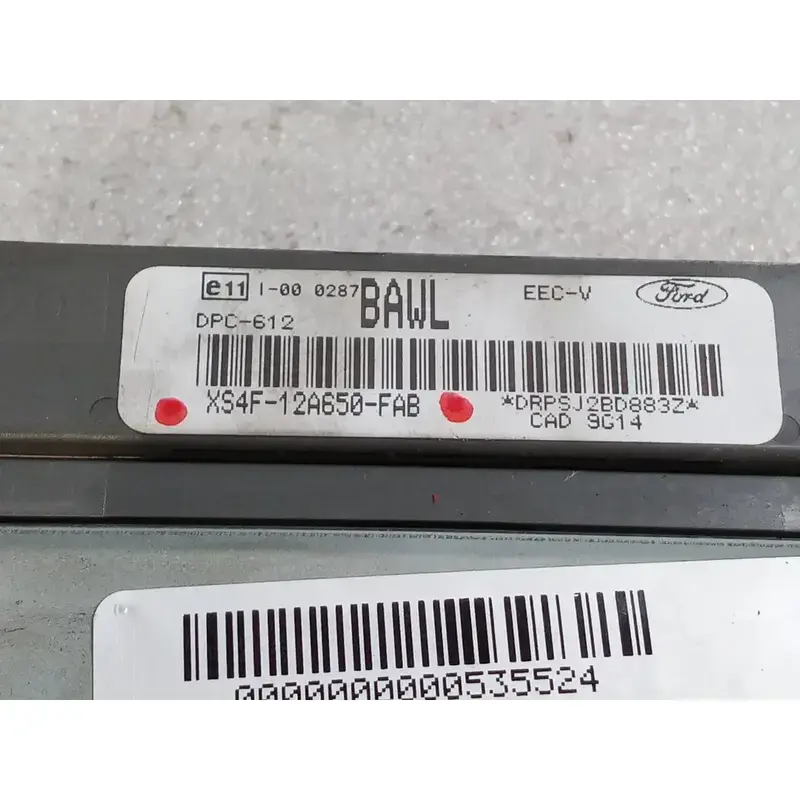 e11 I-00 0287 BAWL EEC-V Ford
DPC-612
XS4F-12A650-FAB *DRPSJ2BD883Z*
CAD 9G14
0000000000535524